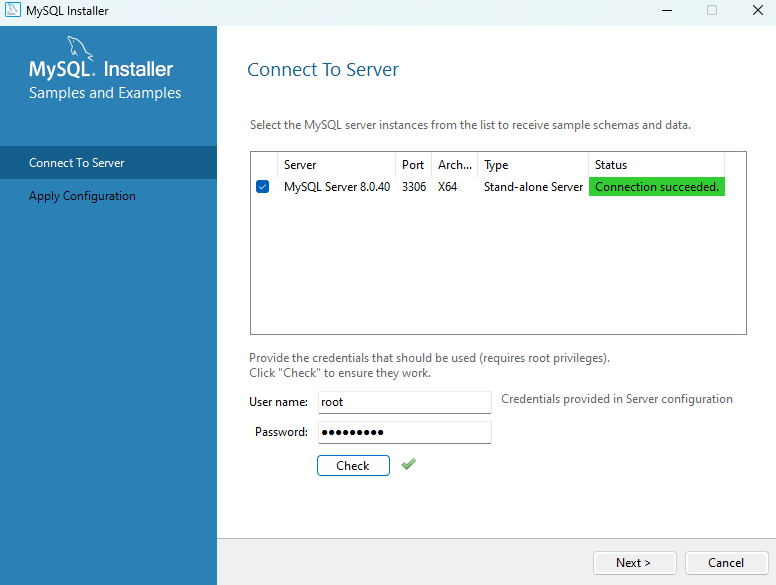 MySQL Installer
MySQL. Installer
Samples and Examples
Connect To Server
Apply Configuration
Connect To Server
Select the MySQL server instances from the list to receive sample schemas and data.
Server Port Arch... Type Status
MySQL Server 8.0.40 3306 X64 Stand-alone Server Connection succeeded.
Provide the credentials that should be used (requires root privileges).
Click "Check" to ensure they work.
User name: root Credentials provided in Server configuration
Password: ●●●●●●●●●
Check
Next > Cancel